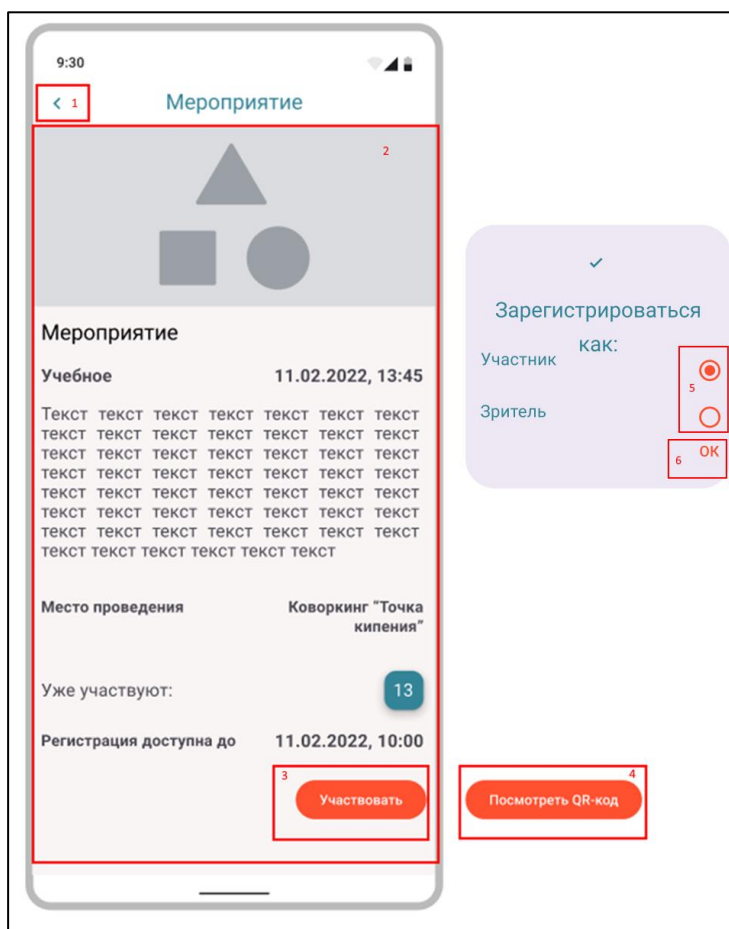 9:30
1
Мероприятие
2
Мероприятие
Учебное 11.02.2022, 13:45
Текст текст текст текст текст текст текст
текст текст текст текст текст текст текст
текст текст текст текст текст текст текст
текст текст текст текст текст текст текст
текст текст текст текст текст текст текст
текст текст текст текст текст текст текст
текст текст текст текст текст текст текст
текст текст текст текст текст текст
Место проведения Коворкинг “Точка
кипения”
Уже участвуют: 13
Регистрация доступна до 11.02.2022, 10:00
3
Участвовать
4
Посмотреть QR-код
Зарегистрироваться
как:
Участник
5
Зритель
6
ОК